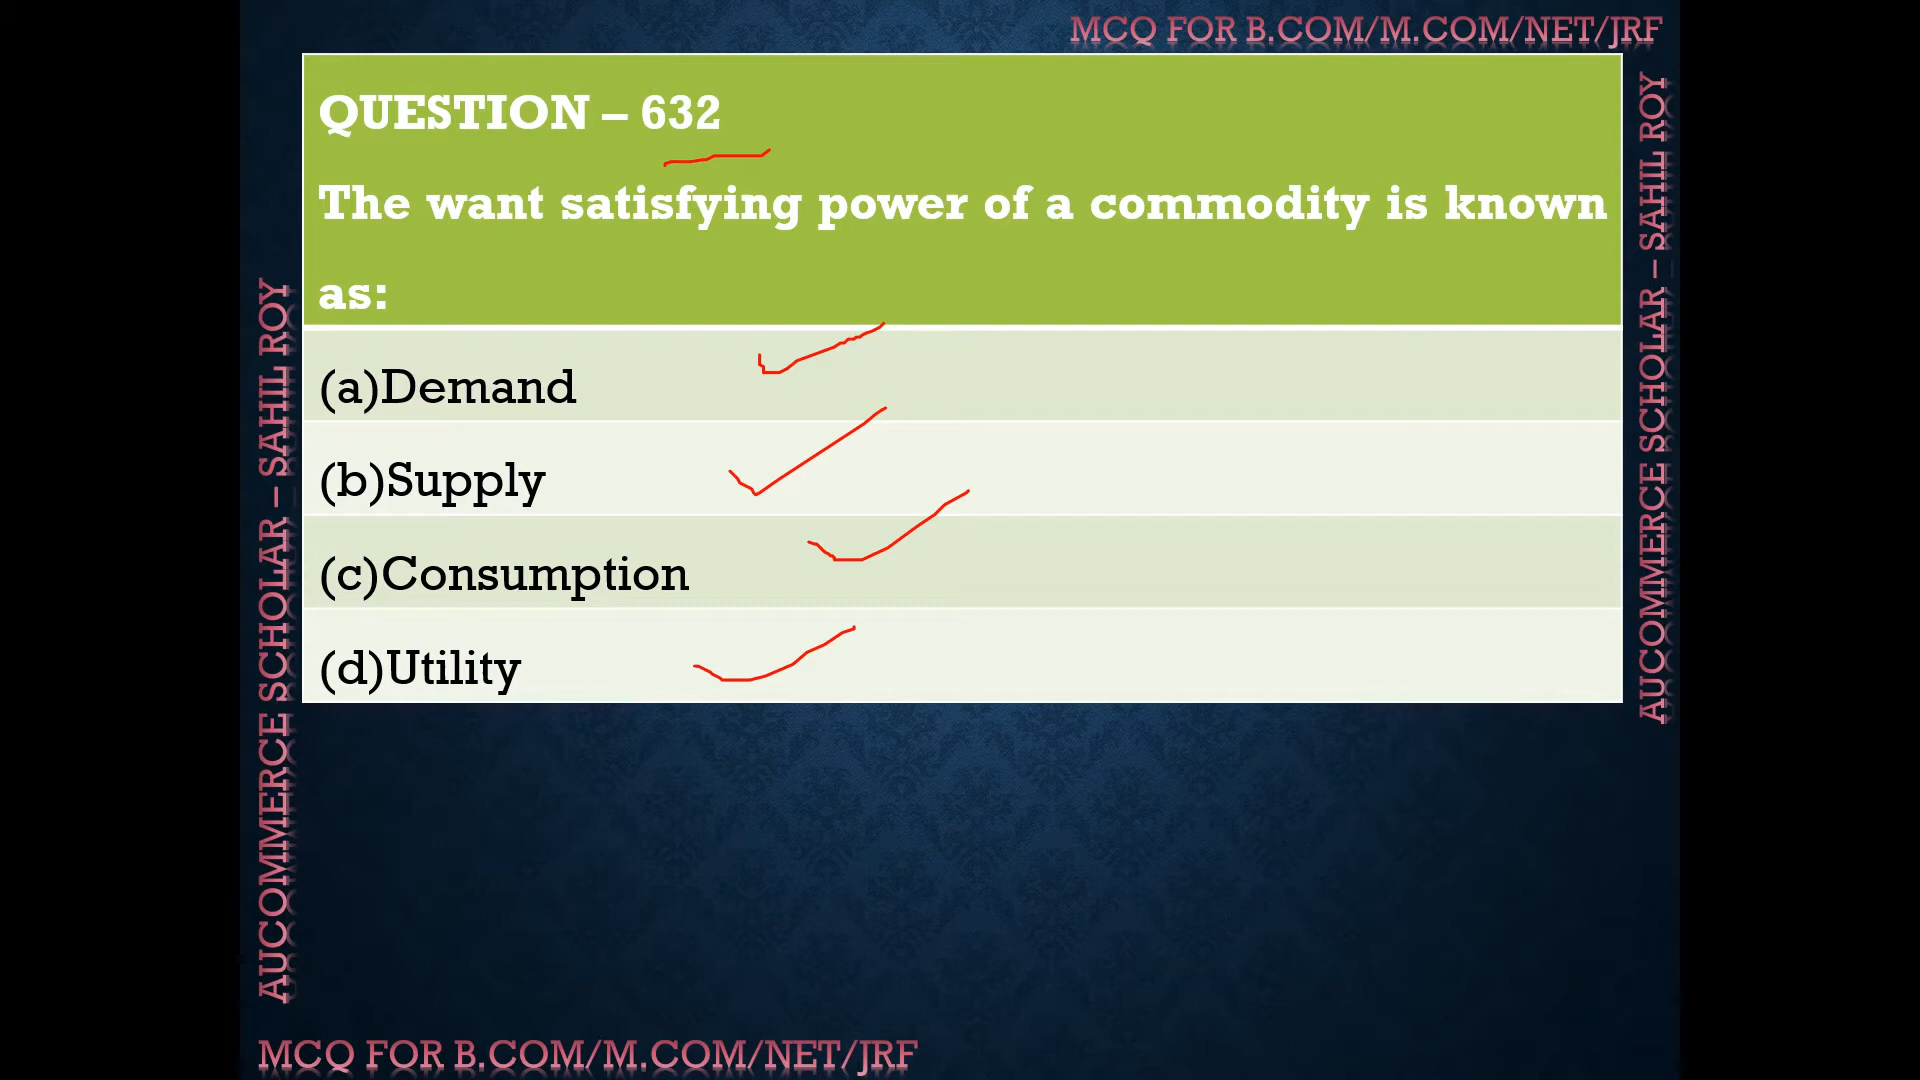 MCQ FOR B.COM/M.COM/NET/JRF
QUESTION – 632
The want satisfying power of a commodity is known
as:
(a)Demand
(b)Supply
(c)Consumption
(d)Utility
AUCOMMERCE SCHOLAR – SAHIL ROY
AUCOMMERCE SCHOLAR – SAHIL ROY
MCQ FOR B.COM/M.COM/NET/JRF